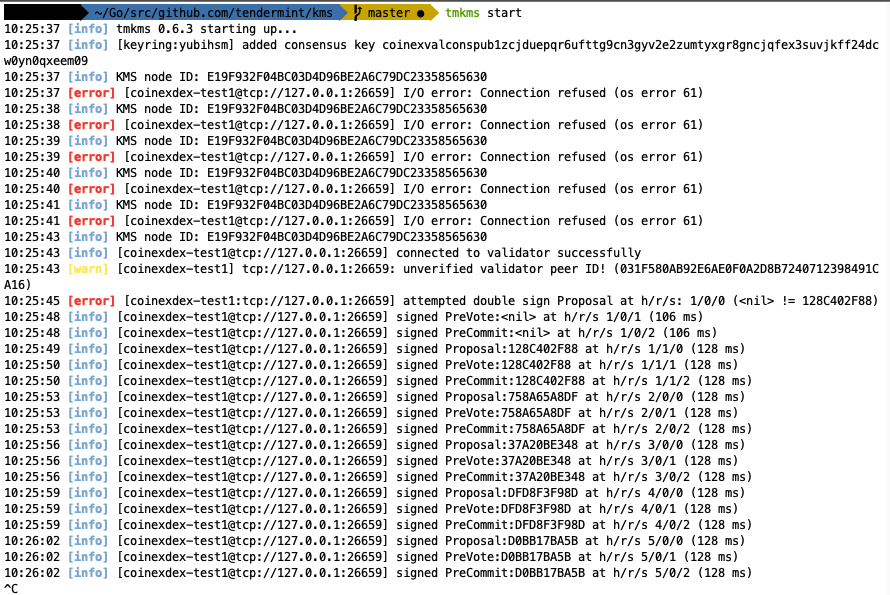 ~/Go/src/github.com/tendermint/kms master ● tmkms start
10:25:37 [info] tmkms 0.6.3 starting up...
10:25:37 [info] [keyring:yubihsm] added consensus key coinexvalconspub1zcjduepqr6ufttg9cn3gyv2e2zumtyxgr8gncjqfex3suvjkff24dc
w0yn0qxeem09
10:25:37 [info] KMS node ID: E19F932F04BC03D4D96BE2A6C79DC23358565630
10:25:37 [error] [coinexdex-test1@tcp://127.0.0.1:26659] I/O error: Connection refused (os error 61)
10:25:38 [info] KMS node ID: E19F932F04BC03D4D96BE2A6C79DC23358565630
10:25:38 [error] [coinexdex-test1@tcp://127.0.0.1:26659] I/O error: Connection refused (os error 61)
10:25:39 [info] KMS node ID: E19F932F04BC03D4D96BE2A6C79DC23358565630
10:25:39 [error] [coinexdex-test1@tcp://127.0.0.1:26659] I/O error: Connection refused (os error 61)
10:25:40 [info] KMS node ID: E19F932F04BC03D4D96BE2A6C79DC23358565630
10:25:40 [error] [coinexdex-test1@tcp://127.0.0.1:26659] I/O error: Connection refused (os error 61)
10:25:41 [info] KMS node ID: E19F932F04BC03D4D96BE2A6C79DC23358565630
10:25:41 [error] [coinexdex-test1@tcp://127.0.0.1:26659] I/O error: Connection refused (os error 61)
10:25:43 [info] KMS node ID: E19F932F04BC03D4D96BE2A6C79DC23358565630
10:25:43 [info] [coinexdex-test1@tcp://127.0.0.1:26659] connected to validator successfully
10:25:43 [warn] [coinexdex-test1] tcp://127.0.0.1:26659: unverified validator peer ID! (031F580AB92E6AE0F0A2D8B7240712398491C
A16)
10:25:45 [error] [coinexdex-test1:tcp://127.0.0.1:26659] attempted double sign Proposal at h/r/s: 1/0/0 (<nil> != 128C402F88)
10:25:48 [info] [coinexdex-test1@tcp://127.0.0.1:26659] signed PreVote:<nil> at h/r/s 1/0/1 (106 ms)
10:25:48 [info] [coinexdex-test1@tcp://127.0.0.1:26659] signed PreCommit:<nil> at h/r/s 1/0/2 (106 ms)
10:25:49 [info] [coinexdex-test1@tcp://127.0.0.1:26659] signed Proposal:128C402F88 at h/r/s 1/1/0 (128 ms)
10:25:50 [info] [coinexdex-test1@tcp://127.0.0.1:26659] signed PreVote:128C402F88 at h/r/s 1/1/1 (128 ms)
10:25:50 [info] [coinexdex-test1@tcp://127.0.0.1:26659] signed PreCommit:128C402F88 at h/r/s 1/1/2 (128 ms)
10:25:53 [info] [coinexdex-test1@tcp://127.0.0.1:26659] signed Proposal:758A65A8DF at h/r/s 2/0/0 (128 ms)
10:25:53 [info] [coinexdex-test1@tcp://127.0.0.1:26659] signed PreVote:758A65A8DF at h/r/s 2/0/1 (128 ms)
10:25:53 [info] [coinexdex-test1@tcp://127.0.0.1:26659] signed PreCommit:758A65A8DF at h/r/s 2/0/2 (128 ms)
10:25:56 [info] [coinexdex-test1@tcp://127.0.0.1:26659] signed Proposal:37A20BE348 at h/r/s 3/0/0 (128 ms)
10:25:56 [info] [coinexdex-test1@tcp://127.0.0.1:26659] signed PreVote:37A20BE348 at h/r/s 3/0/1 (128 ms)
10:25:56 [info] [coinexdex-test1@tcp://127.0.0.1:26659] signed PreCommit:37A20BE348 at h/r/s 3/0/2 (128 ms)
10:25:59 [info] [coinexdex-test1@tcp://127.0.0.1:26659] signed Proposal:DFD8F3F98D at h/r/s 4/0/0 (128 ms)
10:25:59 [info] [coinexdex-test1@tcp://127.0.0.1:26659] signed PreVote:DFD8F3F98D at h/r/s 4/0/1 (128 ms)
10:25:59 [info] [coinexdex-test1@tcp://127.0.0.1:26659] signed PreCommit:DFD8F3F98D at h/r/s 4/0/2 (128 ms)
10:26:02 [info] [coinexdex-test1@tcp://127.0.0.1:26659] signed Proposal:D0BB17BA5B at h/r/s 5/0/0 (128 ms)
10:26:02 [info] [coinexdex-test1@tcp://127.0.0.1:26659] signed PreVote:D0BB17BA5B at h/r/s 5/0/1 (128 ms)
10:26:02 [info] [coinexdex-test1@tcp://127.0.0.1:26659] signed PreCommit:D0BB17BA5B at h/r/s 5/0/2 (128 ms)
^C